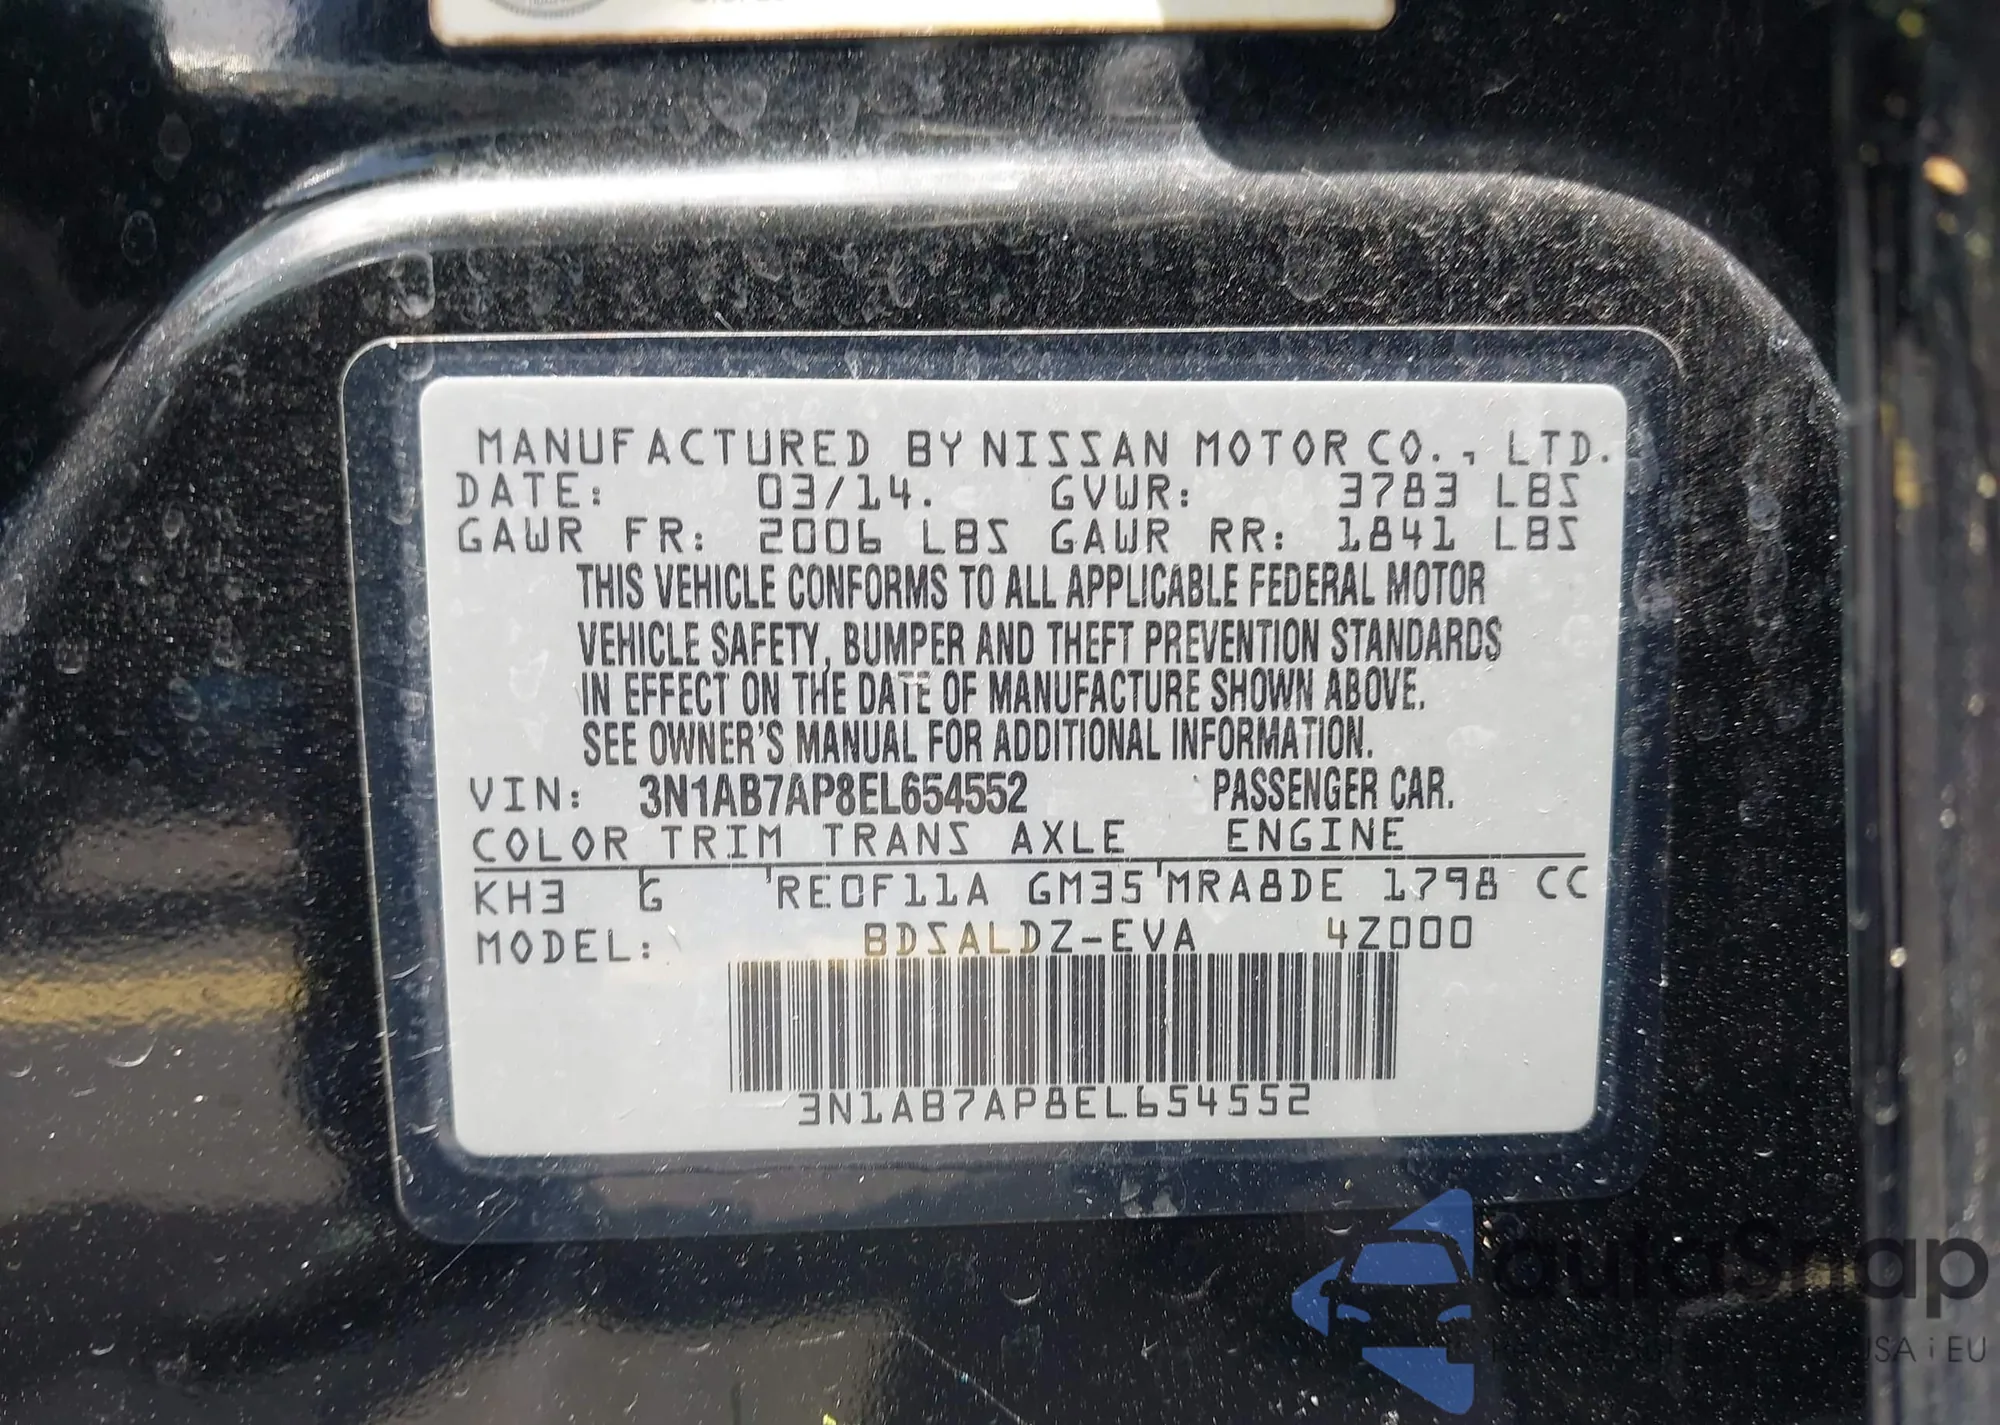 MANUFACTURED BY NISSAN MOTOR CO., LTD.
DATE: 03/14. GVWR: 3783 LBS
GAWR FR: 2006 LBS GAWR RR: 1841 LBS
THIS VEHICLE CONFORMS TO ALL APPLICABLE FEDERAL MOTOR
VEHICLE SAFETY, BUMPER AND THEFT PREVENTION STANDARDS
IN EFFECT ON THE DATE OF MANUFACTURE SHOWN ABOVE.
SEE OWNER'S MANUAL FOR ADDITIONAL INFORMATION.
VIN: 3N1AB7AP8EL654552 PASSENGER CAR.
COLOR TRIM TRANS AXLE ENGINE
KH3 G RE0F11A GM35 MRA8DE 1798 CC
MODEL: BDSALDZ-EVA 4Z000
3N1AB7AP8EL654552
autaSnap
USA i EU